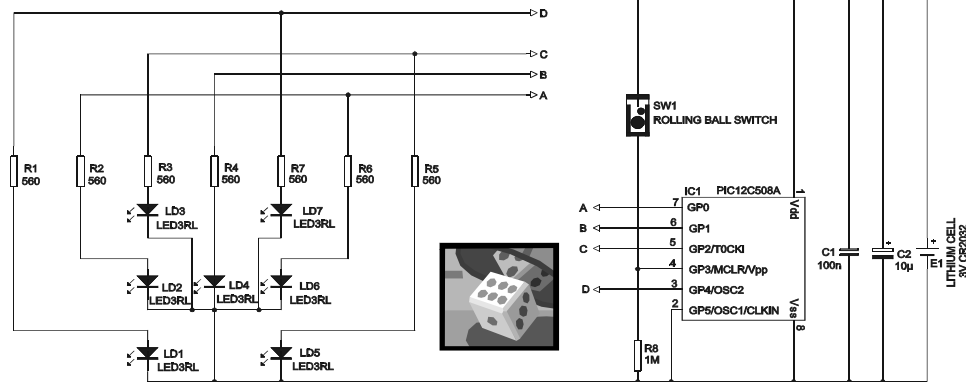 D
C
B
A
R1
560
R2
560
R3
560
R4
560
R7
560
R6
560
R5
560
LD3
LED3RL
LD7
LED3RL
LD2
LED3RL
LD4
LED3RL
LD6
LED3RL
LD1
LED3RL
LD5
LED3RL
SW1
ROLLING BALL SWITCH
IC1 PIC12C508A
A 7 GP0
B 6 GP1
C 5 GP2/T0CKI
4 GP3/MCLR/Vpp
D 3 GP4/OSC2
2 GP5/OSC1/CLKIN
1 Vdd
Vss 8
R8
1M
C1
100n
+
C2
10µ
+
E1
LITHIUM CELL
3V CR2032